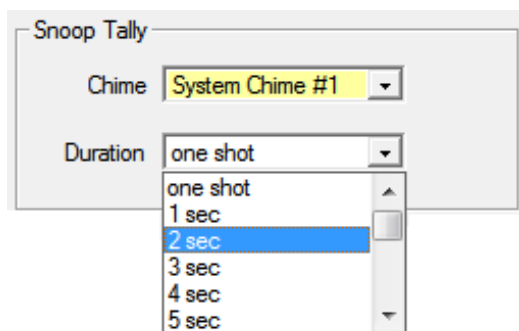 Snoop Tally
Chime System Chime #1
Duration one shot
one shot
1 sec
2 sec
3 sec
4 sec
5 sec